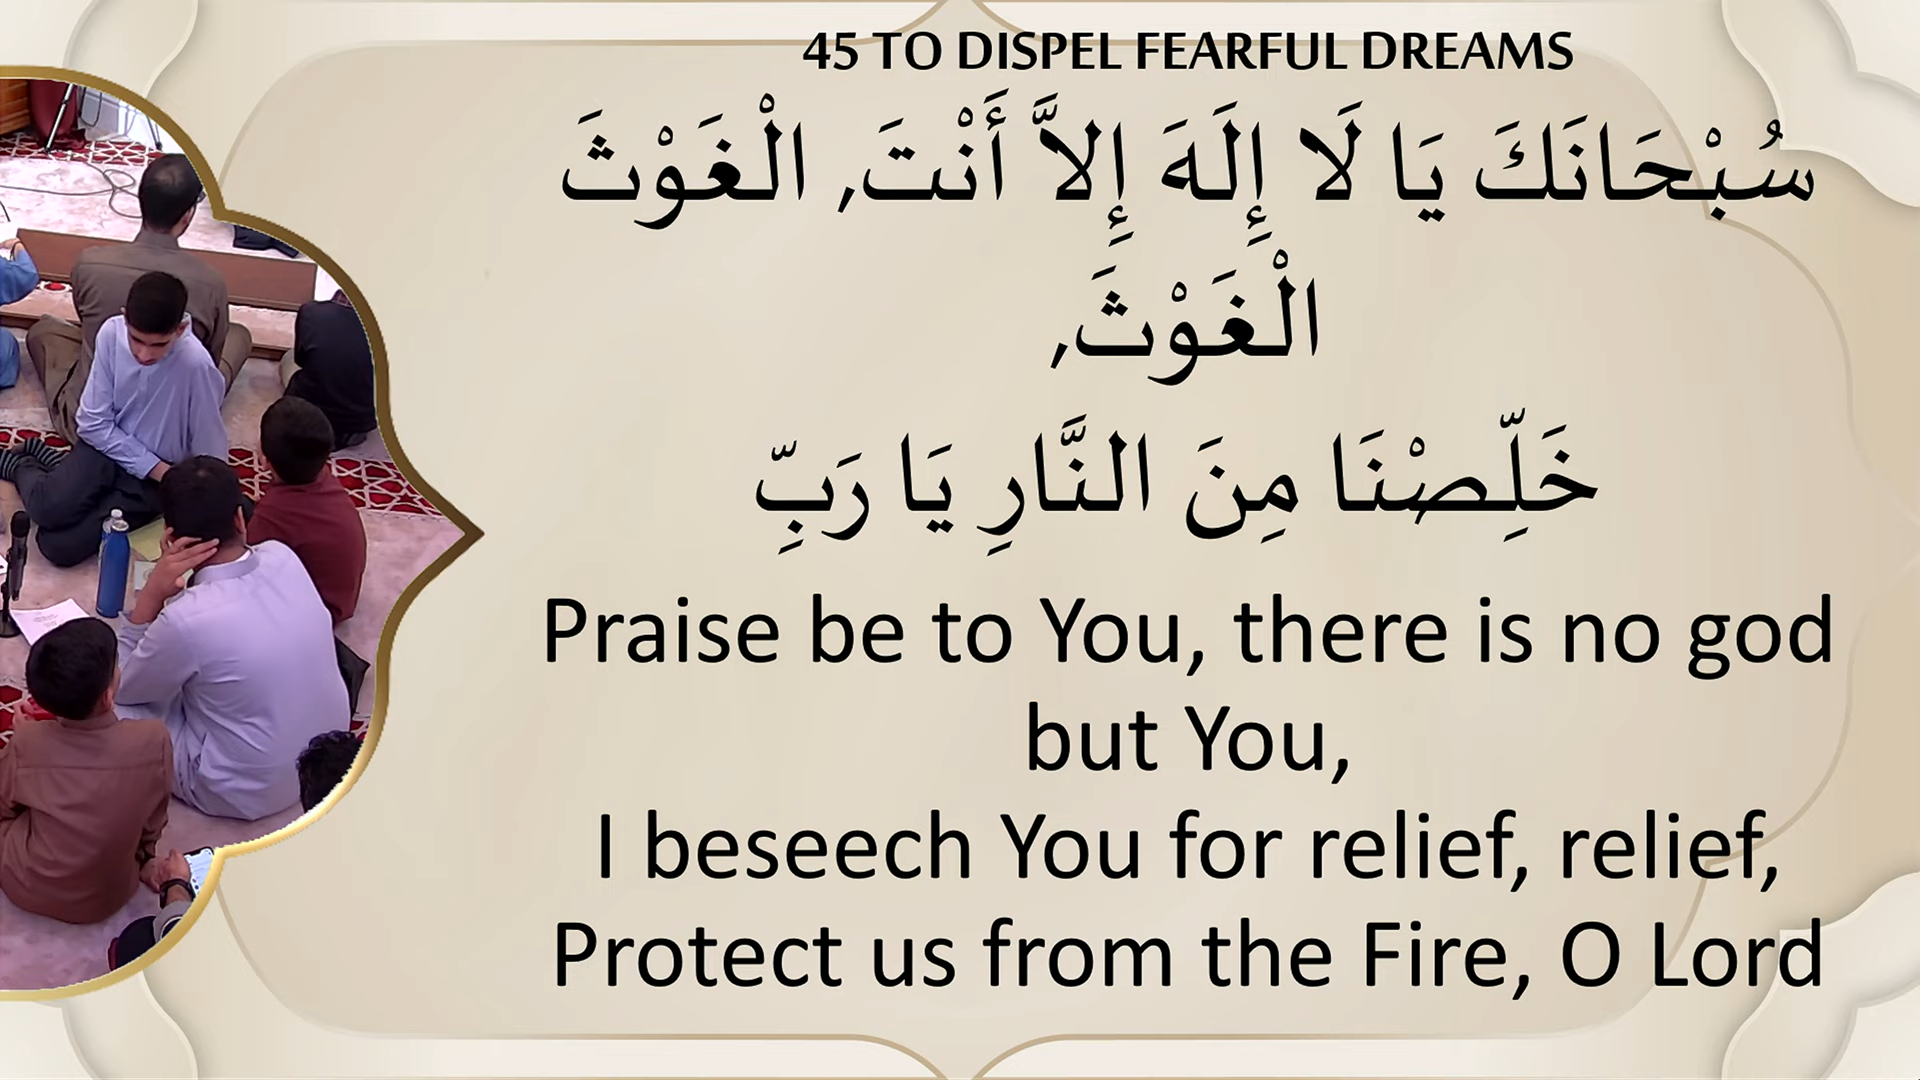 45 TO DISPEL FEARFUL DREAMS
سُبْحَانَكَ يَا لَا إِلَهَ إِلاَّ أَنْتَ, الْغَوْثَ
الْغَوْثَ,
خَلِّصْنَا مِنَ النَّارِ يَا رَبِّ
Praise be to You, there is no god
but You,
I beseech You for relief, relief,
Protect us from the Fire, O Lord